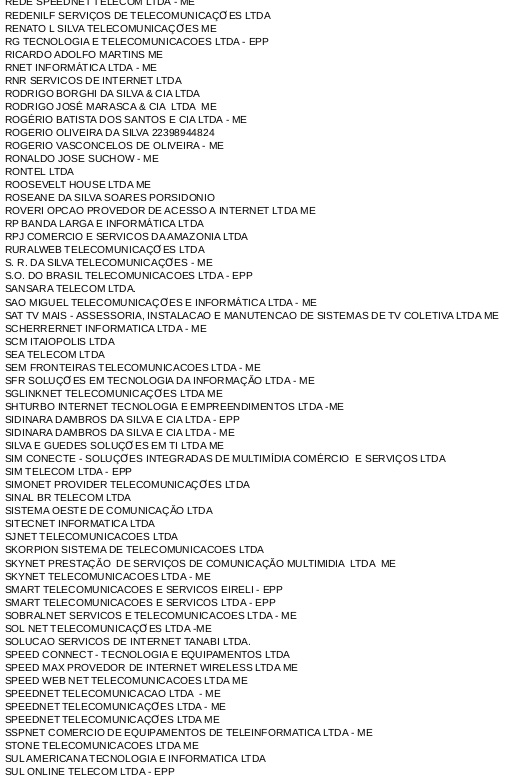 REDE SPEEDNET TELECOM LTDA - ME
REDENILF SERVIÇOS DE TELECOMUNICAÇÕES LTDA
RENATO L SILVA TELECOMUNICAÇÕES ME
RG TECNOLOGIA E TELECOMUNICACOES LTDA - EPP
RICARDO ADOLFO MARTINS ME
RNET INFORMÁTICA LTDA - ME
RNR SERVICOS DE INTERNET LTDA
RODRIGO BORGHI DA SILVA & CIA LTDA
RODRIGO JOSÉ MARASCA & CIA  LTDA  ME
ROGÉRIO BATISTA DOS SANTOS E CIA LTDA - ME
ROGERIO OLIVEIRA DA SILVA 22398944824
ROGERIO VASCONCELOS DE OLIVEIRA - ME
RONALDO JOSE SUCHOW - ME
RONTEL LTDA
ROOSEVELT HOUSE LTDA ME
ROSEANE DA SILVA SOARES PORSIDONIO
ROVERI OPCAO PROVEDOR DE ACESSO A INTERNET LTDA ME
RP BANDA LARGA E INFORMÁTICA LTDA
RPJ COMERCIO E SERVICOS DA AMAZONIA LTDA
RURALWEB TELECOMUNICAÇÕES LTDA
S. R. DA SILVA TELECOMUNICAÇÕES - ME
S.O. DO BRASIL TELECOMUNICACOES LTDA - EPP
SANSARA TELECOM LTDA.
SAO MIGUEL TELECOMUNICAÇOES E INFORMÁTICA LTDA - ME
SAT TV MAIS - ASSESSORIA, INSTALACAO E MANUTENCAO DE SISTEMAS DE TV COLETIVA LTDA ME
SCHERRERNET INFORMATICA LTDA - ME
SCM ITAIOPOLIS LTDA
SEA TELECOM LTDA
SEM FRONTEIRAS TELECOMUNICACOES LTDA - ME
SFR SOLUÇÕES EM TECNOLOGIA DA INFORMAÇÃO LTDA - ME
SGLINKNET TELECOMUNICAÇÕES LTDA ME
SHTURBO INTERNET TECNOLOGIA E EMPREENDIMENTOS LTDA -ME
SIDINARA DAMBROS DA SILVA E CIA LTDA - EPP
SIDINARA DAMBROS DA SILVA E CIA LTDA - ME
SILVA E GUEDES SOLUÇÕES EM TI LTDA ME
SIM CONECTE - SOLUÇÕES INTEGRADAS DE MULTIMÍDIA COMÉRCIO  E SERVIÇOS LTDA
SIM TELECOM LTDA - EPP
SIMONET PROVIDER TELECOMUNICAÇÕES LTDA
SINAL BR TELECOM LTDA
SISTEMA OESTE DE COMUNICAÇÃO LTDA
SITECNET INFORMATICA LTDA
SJNET TELECOMUNICACOES LTDA
SKORPION SISTEMA DE TELECOMUNICACOES LTDA
SKYNET PRESTAÇÃO  DE SERVIÇOS DE COMUNICAÇÃO MULTIMIDIA  LTDA  ME
SKYNET TELECOMUNICACOES LTDA - ME
SMART TELECOMUNICACOES E SERVICOS EIRELI - EPP
SMART TELECOMUNICACOES E SERVICOS LTDA - EPP
SOBRALNET SERVICOS E TELECOMUNICACOES LTDA - ME
SOL NET TELECOMUNICAÇÕES LTDA -ME
SOLUCAO SERVICOS DE INTERNET TANABI LTDA.
SPEED CONNECT - TECNOLOGIA E EQUIPAMENTOS LTDA
SPEED MAX PROVEDOR DE INTERNET WIRELESS LTDA ME
SPEED WEB NET TELECOMUNICACOES LTDA ME
SPEEDNET TELECOMUNICACAO LTDA  - ME
SPEEDNET TELECOMUNICAÇÕES LTDA - ME
SPEEDNET TELECOMUNICAÇÕES LTDA ME
SSPNET COMERCIO DE EQUIPAMENTOS DE TELEINFORMATICA LTDA - ME
STONE TELECOMUNICACOES LTDA ME
SUL AMERICANA TECNOLOGIA E INFORMATICA LTDA
SUL ONLINE TELECOM LTDA - EPP